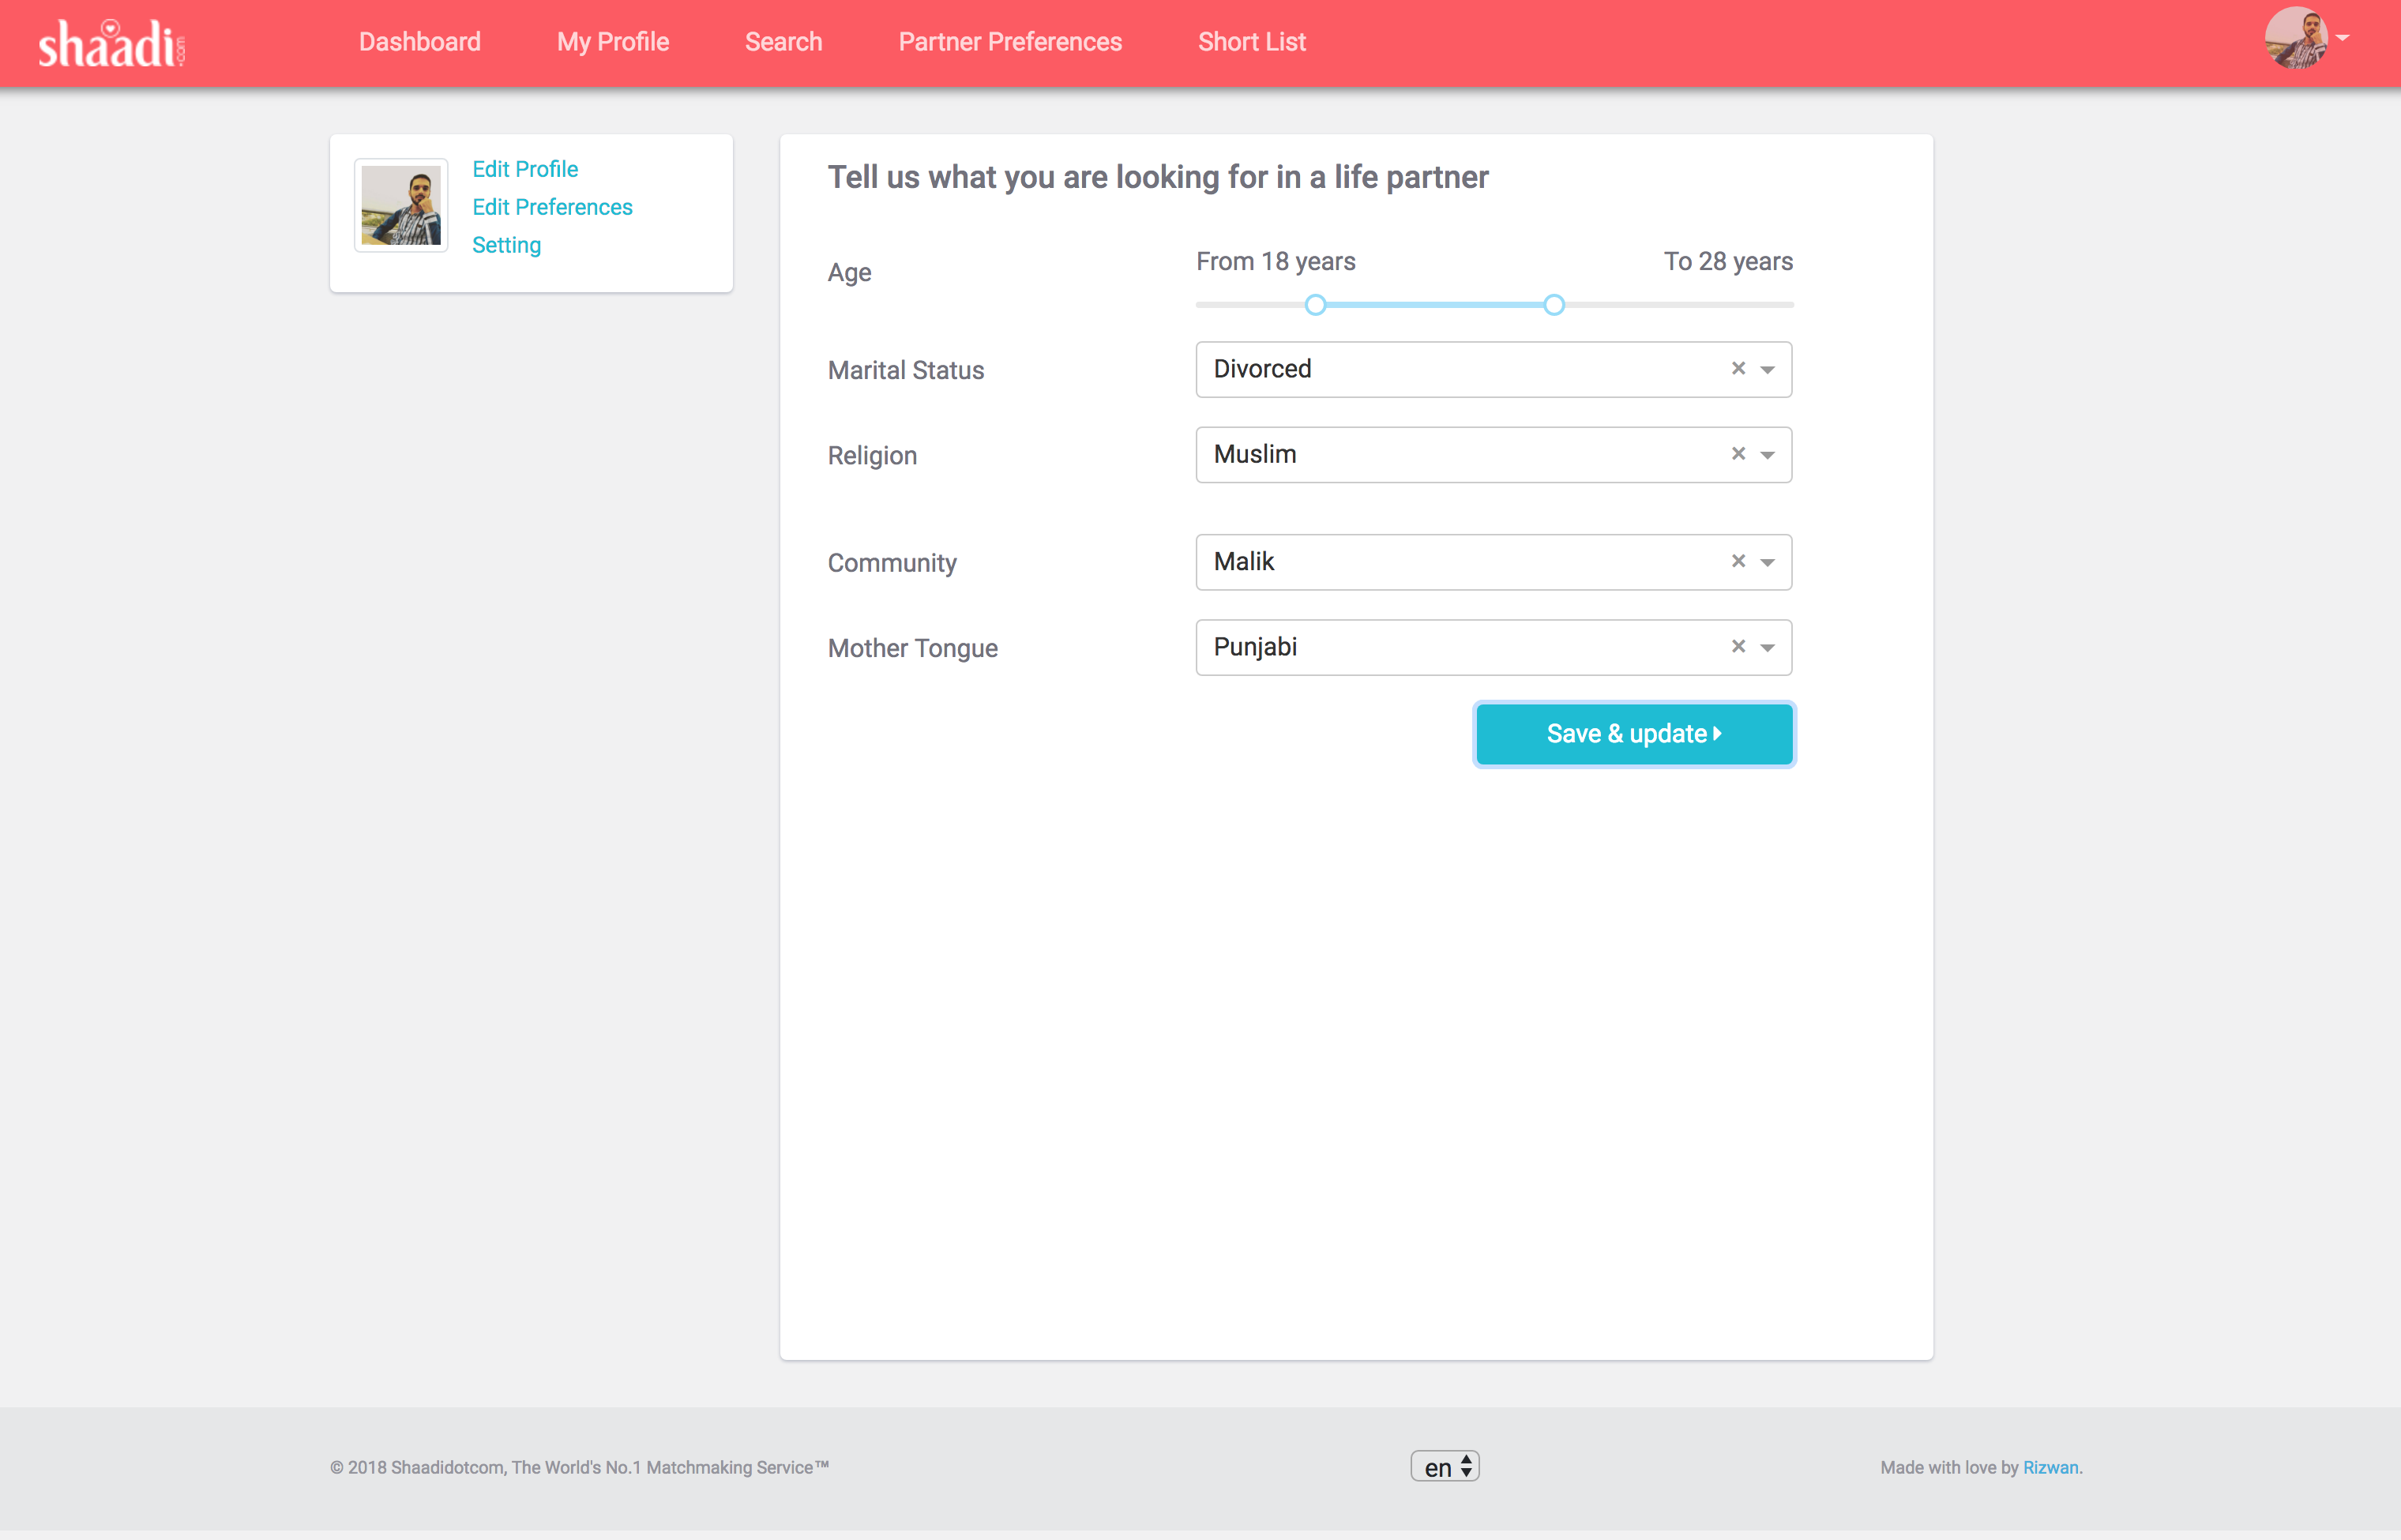 shaadi.com
Dashboard My Profile Search Partner Preferences Short List
Edit Profile
Edit Preferences
Setting
Tell us what you are looking for in a life partner
Age From 18 years To 28 years
Marital Status Divorced
Religion Muslim
Community Malik
Mother Tongue Punjabi
Save & update
© 2018 Shaadidotcom, The World's No.1 Matchmaking Service™
en
Made with love by Rizwan.